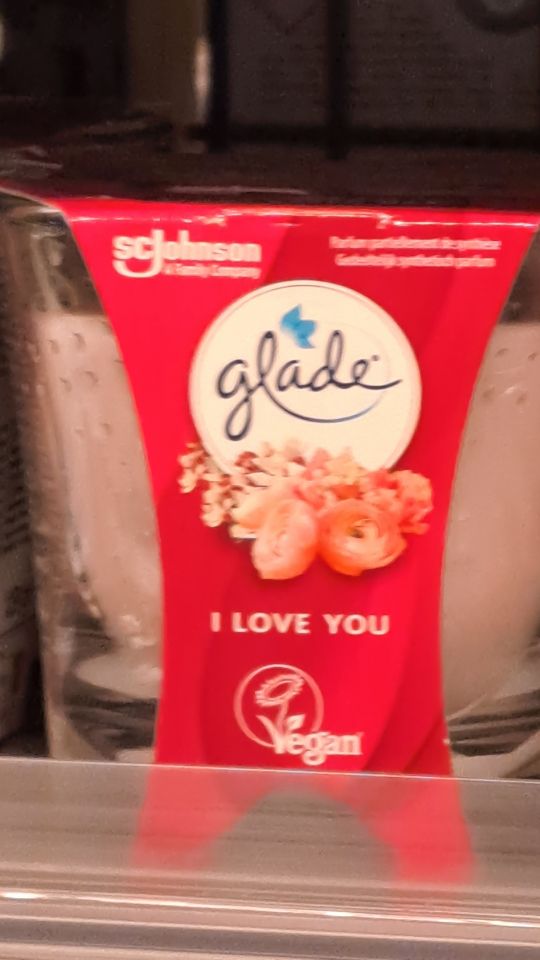 scjohnson
A Family Company
Parfum partiellement de synthèse
Gedeeltelijk synthetisch parfum
glade
I LOVE YOU
Vegan